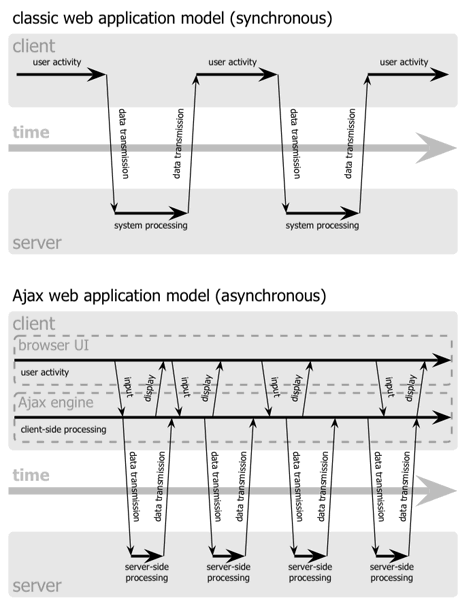 classic web application model (synchronous)
client
user activity
user activity
user activity
data transmission
data transmission
data transmission
data transmission
time
system processing
system processing
server
Ajax web application model (asynchronous)
client
browser UI
user activity
input
display
input
display
input
display
input
display
Ajax engine
client-side processing
data transmission
data transmission
data transmission
data transmission
data transmission
data transmission
data transmission
data transmission
time
server-side
processing
server-side
processing
server-side
processing
server-side
processing
server